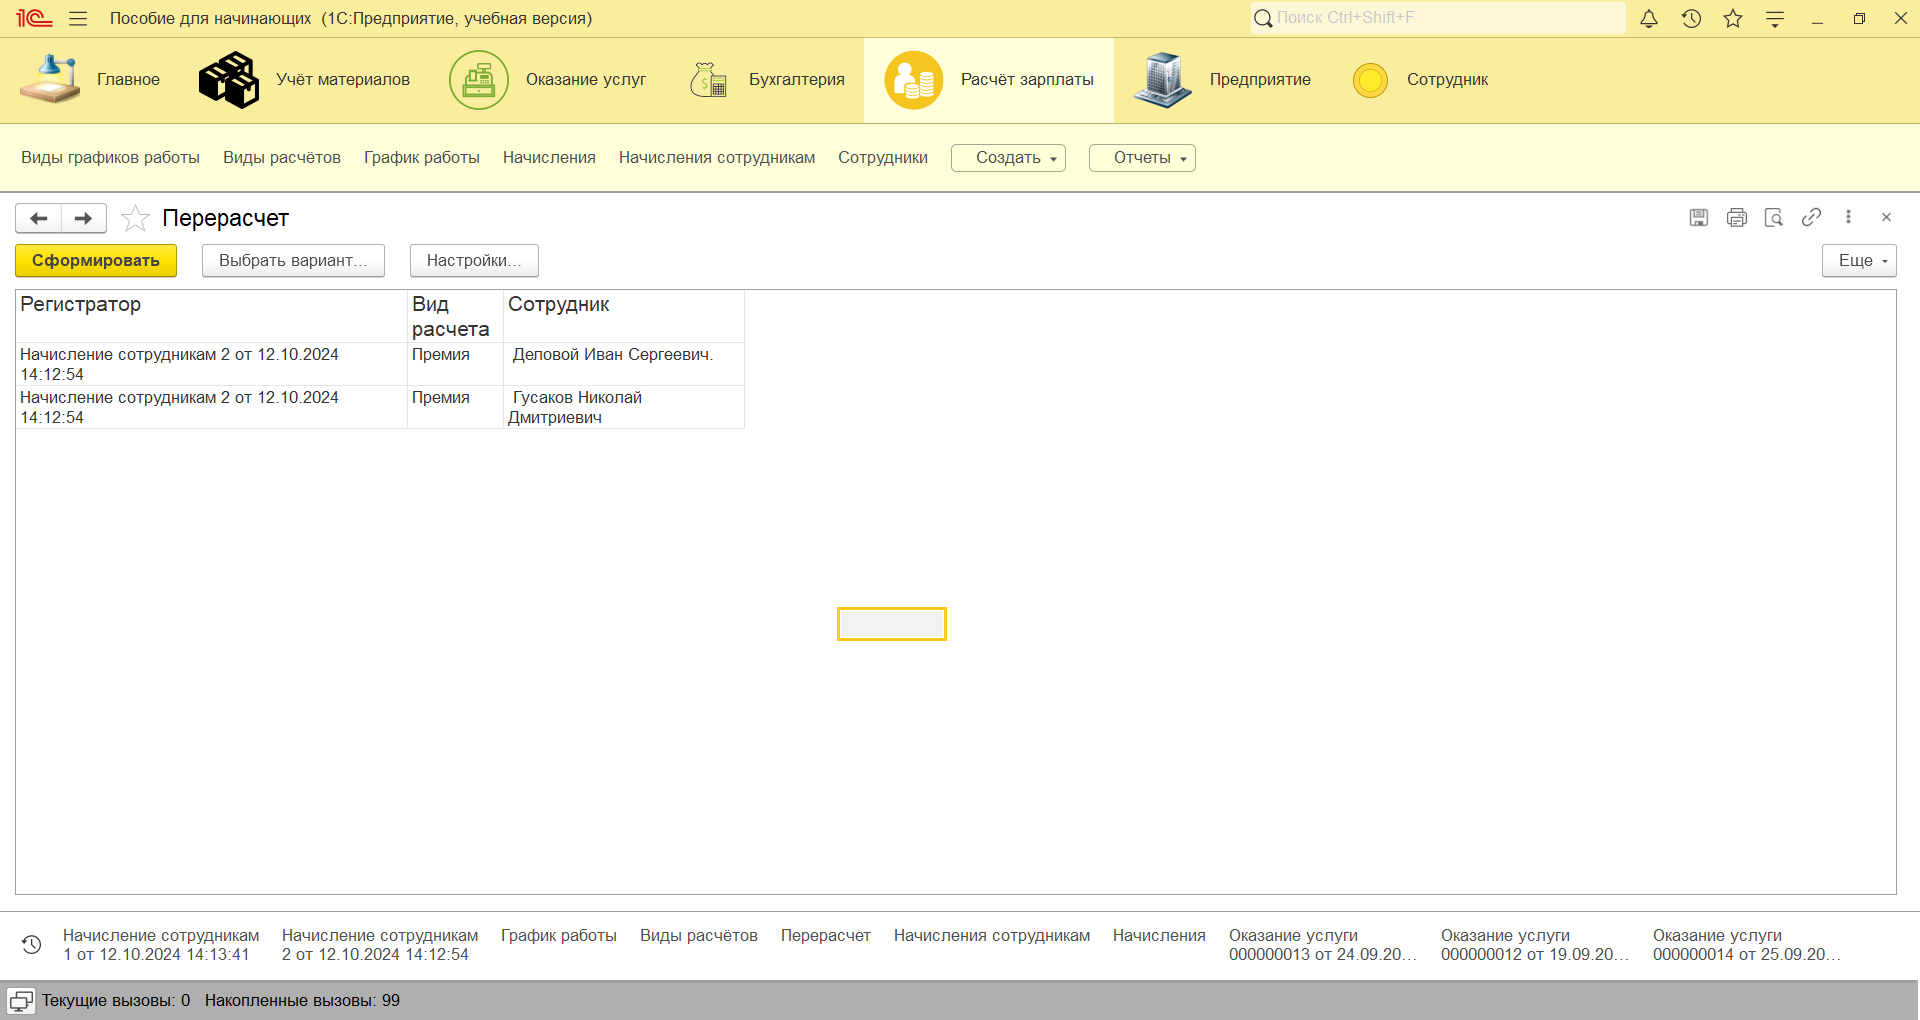 1С Пособие для начинающих (1С:Предприятие, учебная версия)
Поиск Ctrl+Shift+F
Главное Учёт материалов Оказание услуг Бухгалтерия Расчёт зарплаты Предприятие Сотрудник
Виды графиков работы Виды расчётов График работы Начисления Начисления сотрудникам Сотрудники Создать Отчеты
Перерасчет
Сформировать Выбрать вариант... Настройки... Еще
Регистратор Вид расчета Сотрудник
Начисление сотрудникам 2 от 12.10.2024 14:12:54 Премия Деловой Иван Сергеевич.
Начисление сотрудникам 2 от 12.10.2024 14:12:54 Премия Гусаков Николай Дмитриевич
Начисление сотрудникам 1 от 12.10.2024 14:13:41
Начисление сотрудникам 2 от 12.10.2024 14:12:54
График работы
Виды расчётов
Перерасчет
Начисления сотрудникам
Начисления
Оказание услуги 000000013 от 24.09.20...
Оказание услуги 000000012 от 19.09.20...
Оказание услуги 000000014 от 25.09.20...
Текущие вызовы: 0 Накопленные вызовы: 99